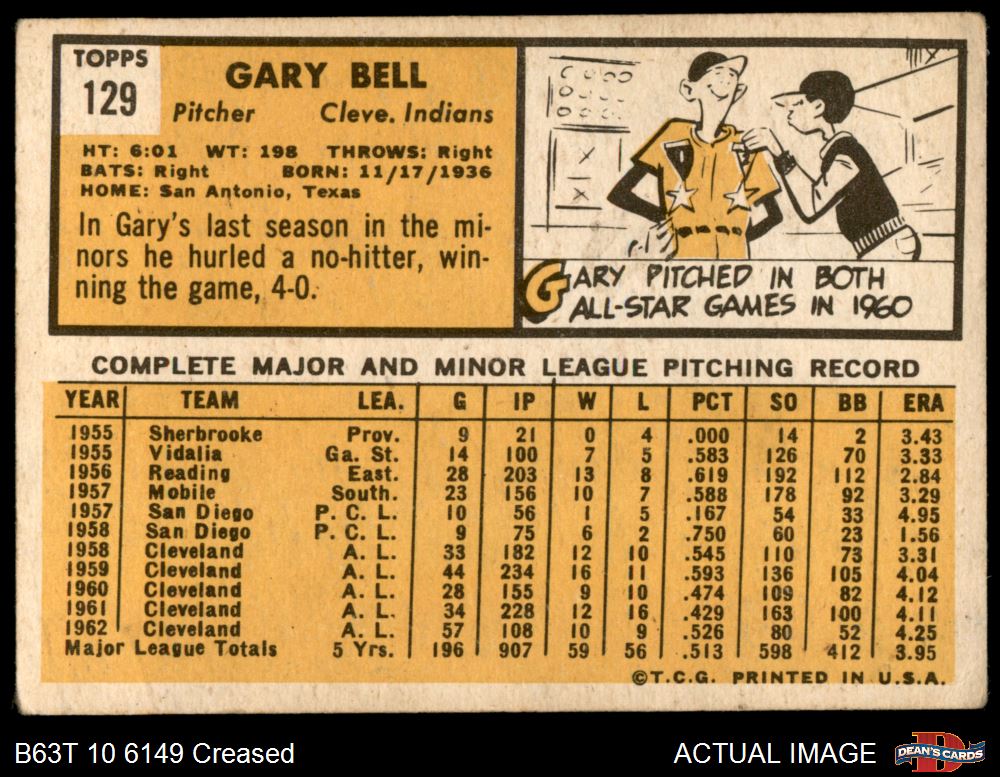 TOPPS
129
GARY BELL
Pitcher Cleve. Indians
HT: 6:01 WT: 198 THROWS: Right
BATS: Right BORN: 11/17/1936
HOME: San Antonio, Texas
In Gary's last season in the mi-
nors he hurled a no-hitter, win-
ning the game, 4-0.
GARY PITCHED IN BOTH
ALL-STAR GAMES IN 1960
COMPLETE MAJOR AND MINOR LEAGUE PITCHING RECORD
YEAR TEAM LEA. G IP W L PCT SO BB ERA
1955 Sherbrooke Prov. 9 21 0 4 .000 14 2 3.43
1955 Vidalia Ga. St. 14 100 7 5 .583 126 70 3.33
1956 Reading East. 28 203 13 8 .619 192 112 2.84
1957 Mobile South. 23 156 10 7 .588 178 92 3.29
1957 San Diego P. C. L. 10 56 1 5 .167 54 33 4.95
1958 San Diego P. C. L. 9 75 6 2 .750 60 23 1.56
1958 Cleveland A. L. 33 182 12 10 .545 110 73 3.31
1959 Cleveland A. L. 44 234 16 11 .593 136 105 4.04
1960 Cleveland A. L. 28 155 9 10 .474 109 82 4.12
1961 Cleveland A. L. 34 228 12 16 .429 163 100 4.11
1962 Cleveland A. L. 57 108 10 9 .526 80 52 4.25
Major League Totals 5 Yrs. 196 907 59 56 .513 598 412 3.95
©T.C.G. PRINTED IN U.S.A.
B63T 10 6149 Creased
ACTUAL IMAGE
DEAN'S CARDS